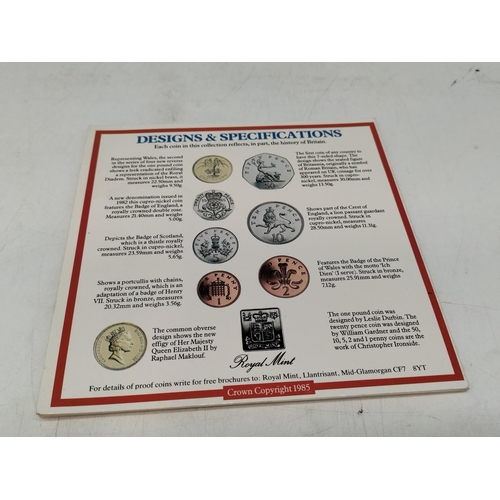 DESIGNS & SPECIFICATIONS
Each coin in this collection reflects, in part, the history of Britain.
Representing Wales, the second
in the series of four new reverse
designs for the one pound coin
shows a leek eradicated enfiling
a representation of the Royal
Diadem. Struck in nickel brass, it
measures 22.50mm and
weighs 9.50g.
The first coin of any country to
have this 7-sided shape. The
design shows the seated figure
of Britannia, originally a symbol
of Roman Britain, who has
appeared on UK coinage for over
300 years. Struck in cupro-
nickel, measures 30.00mm and
weighs 13.50g.
A new denomination issued in
1982 this cupro-nickel coin
features the Badge of England, a
royally crowned double rose.
Measures 21.40mm and weighs
5.00g.
Shows part of the Crest of
England, a lion passant guardant
royally crowned. Struck in
cupro-nickel, measures
28.50mm and weighs 11.31g.
10
Depicts the Badge of Scotland,
which is a thistle royally
crowned. Struck in cupro-nickel,
measures 23.59mm and weighs
5.65g.
Shows a portcullis with chains,
royally crowned, which is an
adaptation of a badge of Henry
VII. Struck in bronze, measures
20.32mm and weighs 3.56g.
1
2
Features the Badge of the Prince
of Wales with the motto 'Ich
Dien' (I serve). Struck in bronze,
measures 25.91mm and weighs
7.12g.
The common obverse
design shows the new
effigy of Her Majesty
Queen Elizabeth II by
Raphael Maklouf.
Royal Mint
The one pound coin was
designed by Leslie Durbin. The
twenty pence coin was designed
by William Gardner and the 50,
10, 5, 2 and 1 penny coins are the
work of Christopher Ironside.
For details of proof coins write for free brochures to: Royal Mint, Llantrisant, Mid-Glamorgan CF7 8YT
Crown Copyright 1985